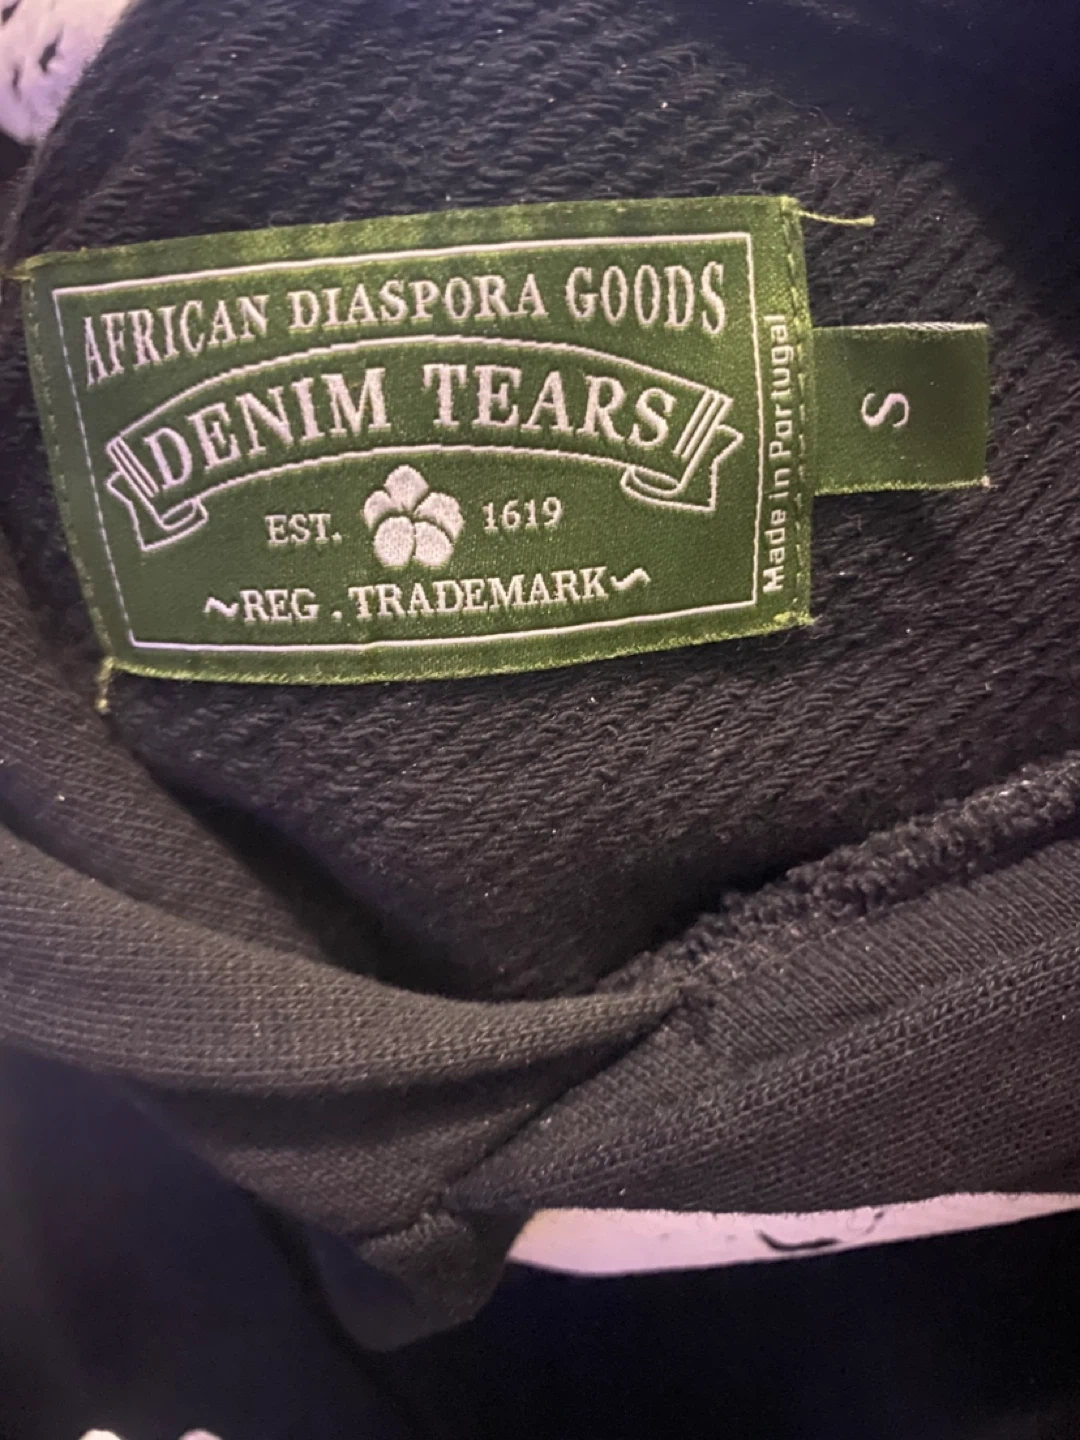 AFRICAN DIASPORA GOODS
DENIM TEARS
EST. 1619
~REG . TRADEMARK~
Made in Portugal
S